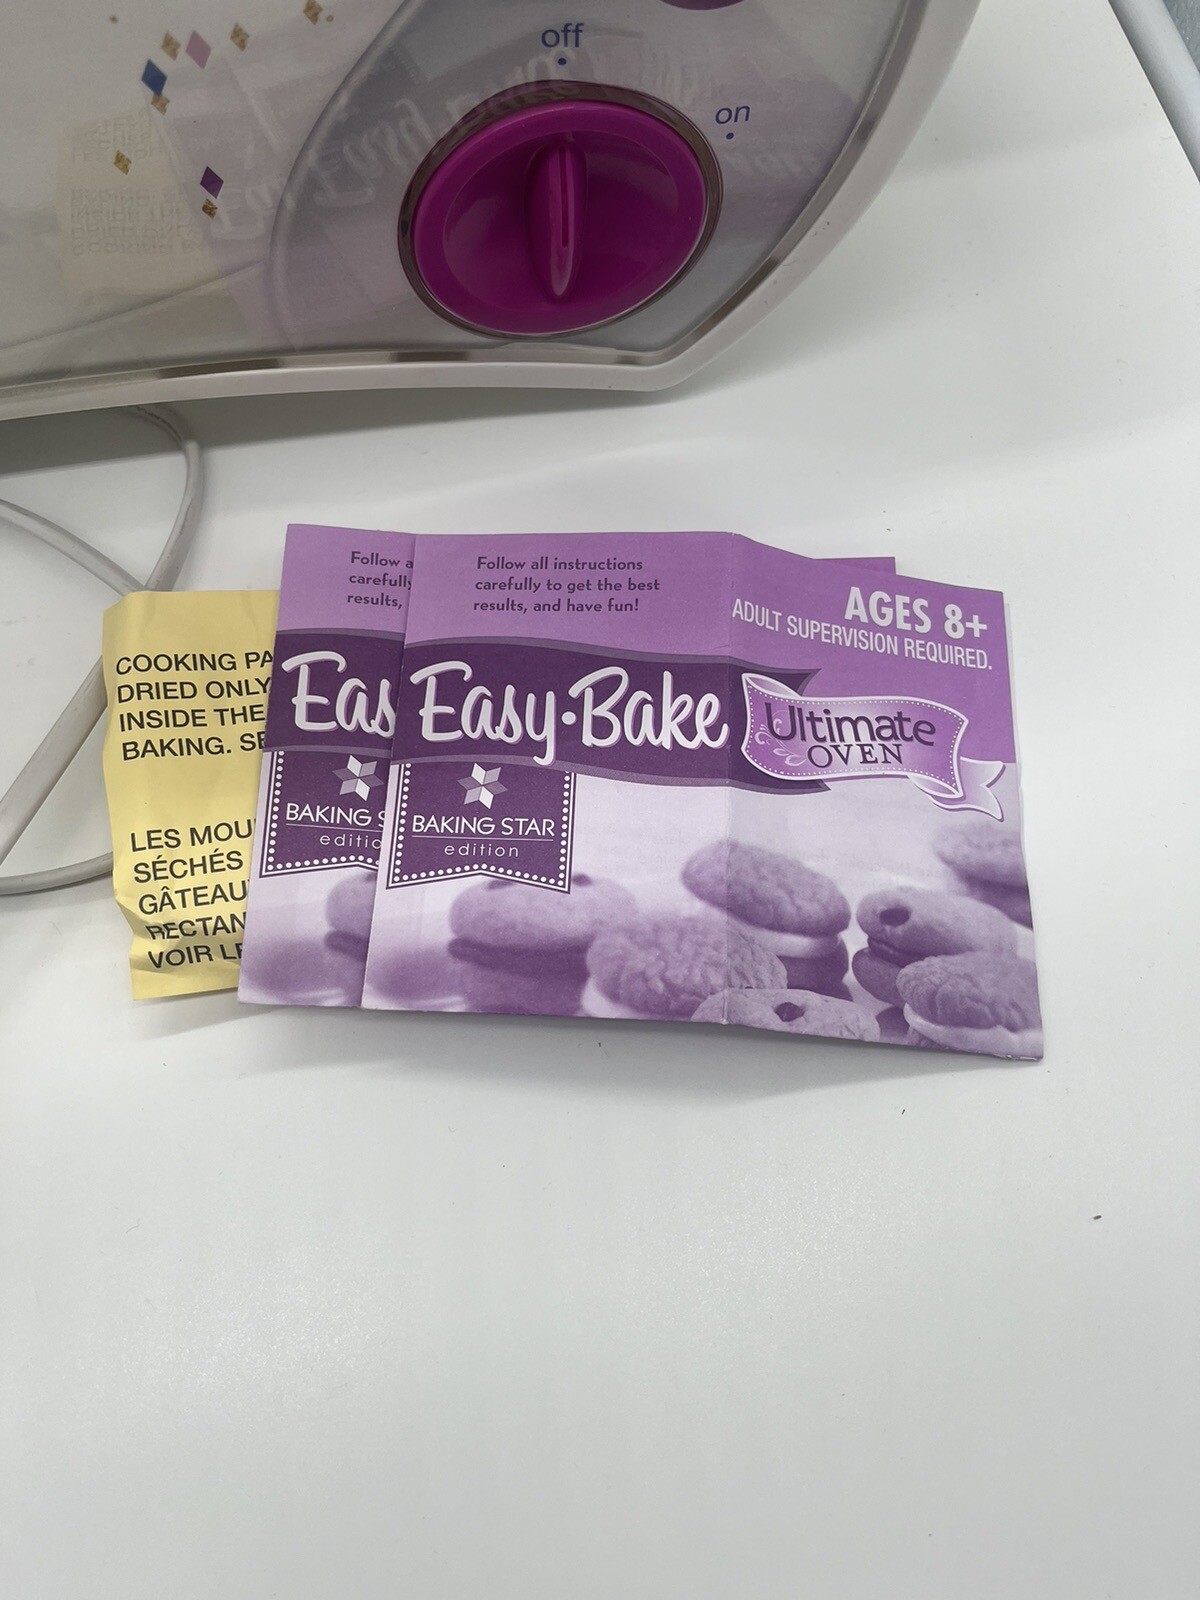 off
on
COOKING PA
DRIED ONLY
INSIDE THE
BAKING. SE
LES MOU
SÉCHÉS
GÂTEAU
RECTAN
VOIR LE
Follow a
carefully
results,
Eas
BAKING S
editio
Follow all instructions
carefully to get the best
results, and have fun!
Easy-Bake
BAKING STAR
edition
AGES 8+
ADULT SUPERVISION REQUIRED.
Ultimate
OVEN